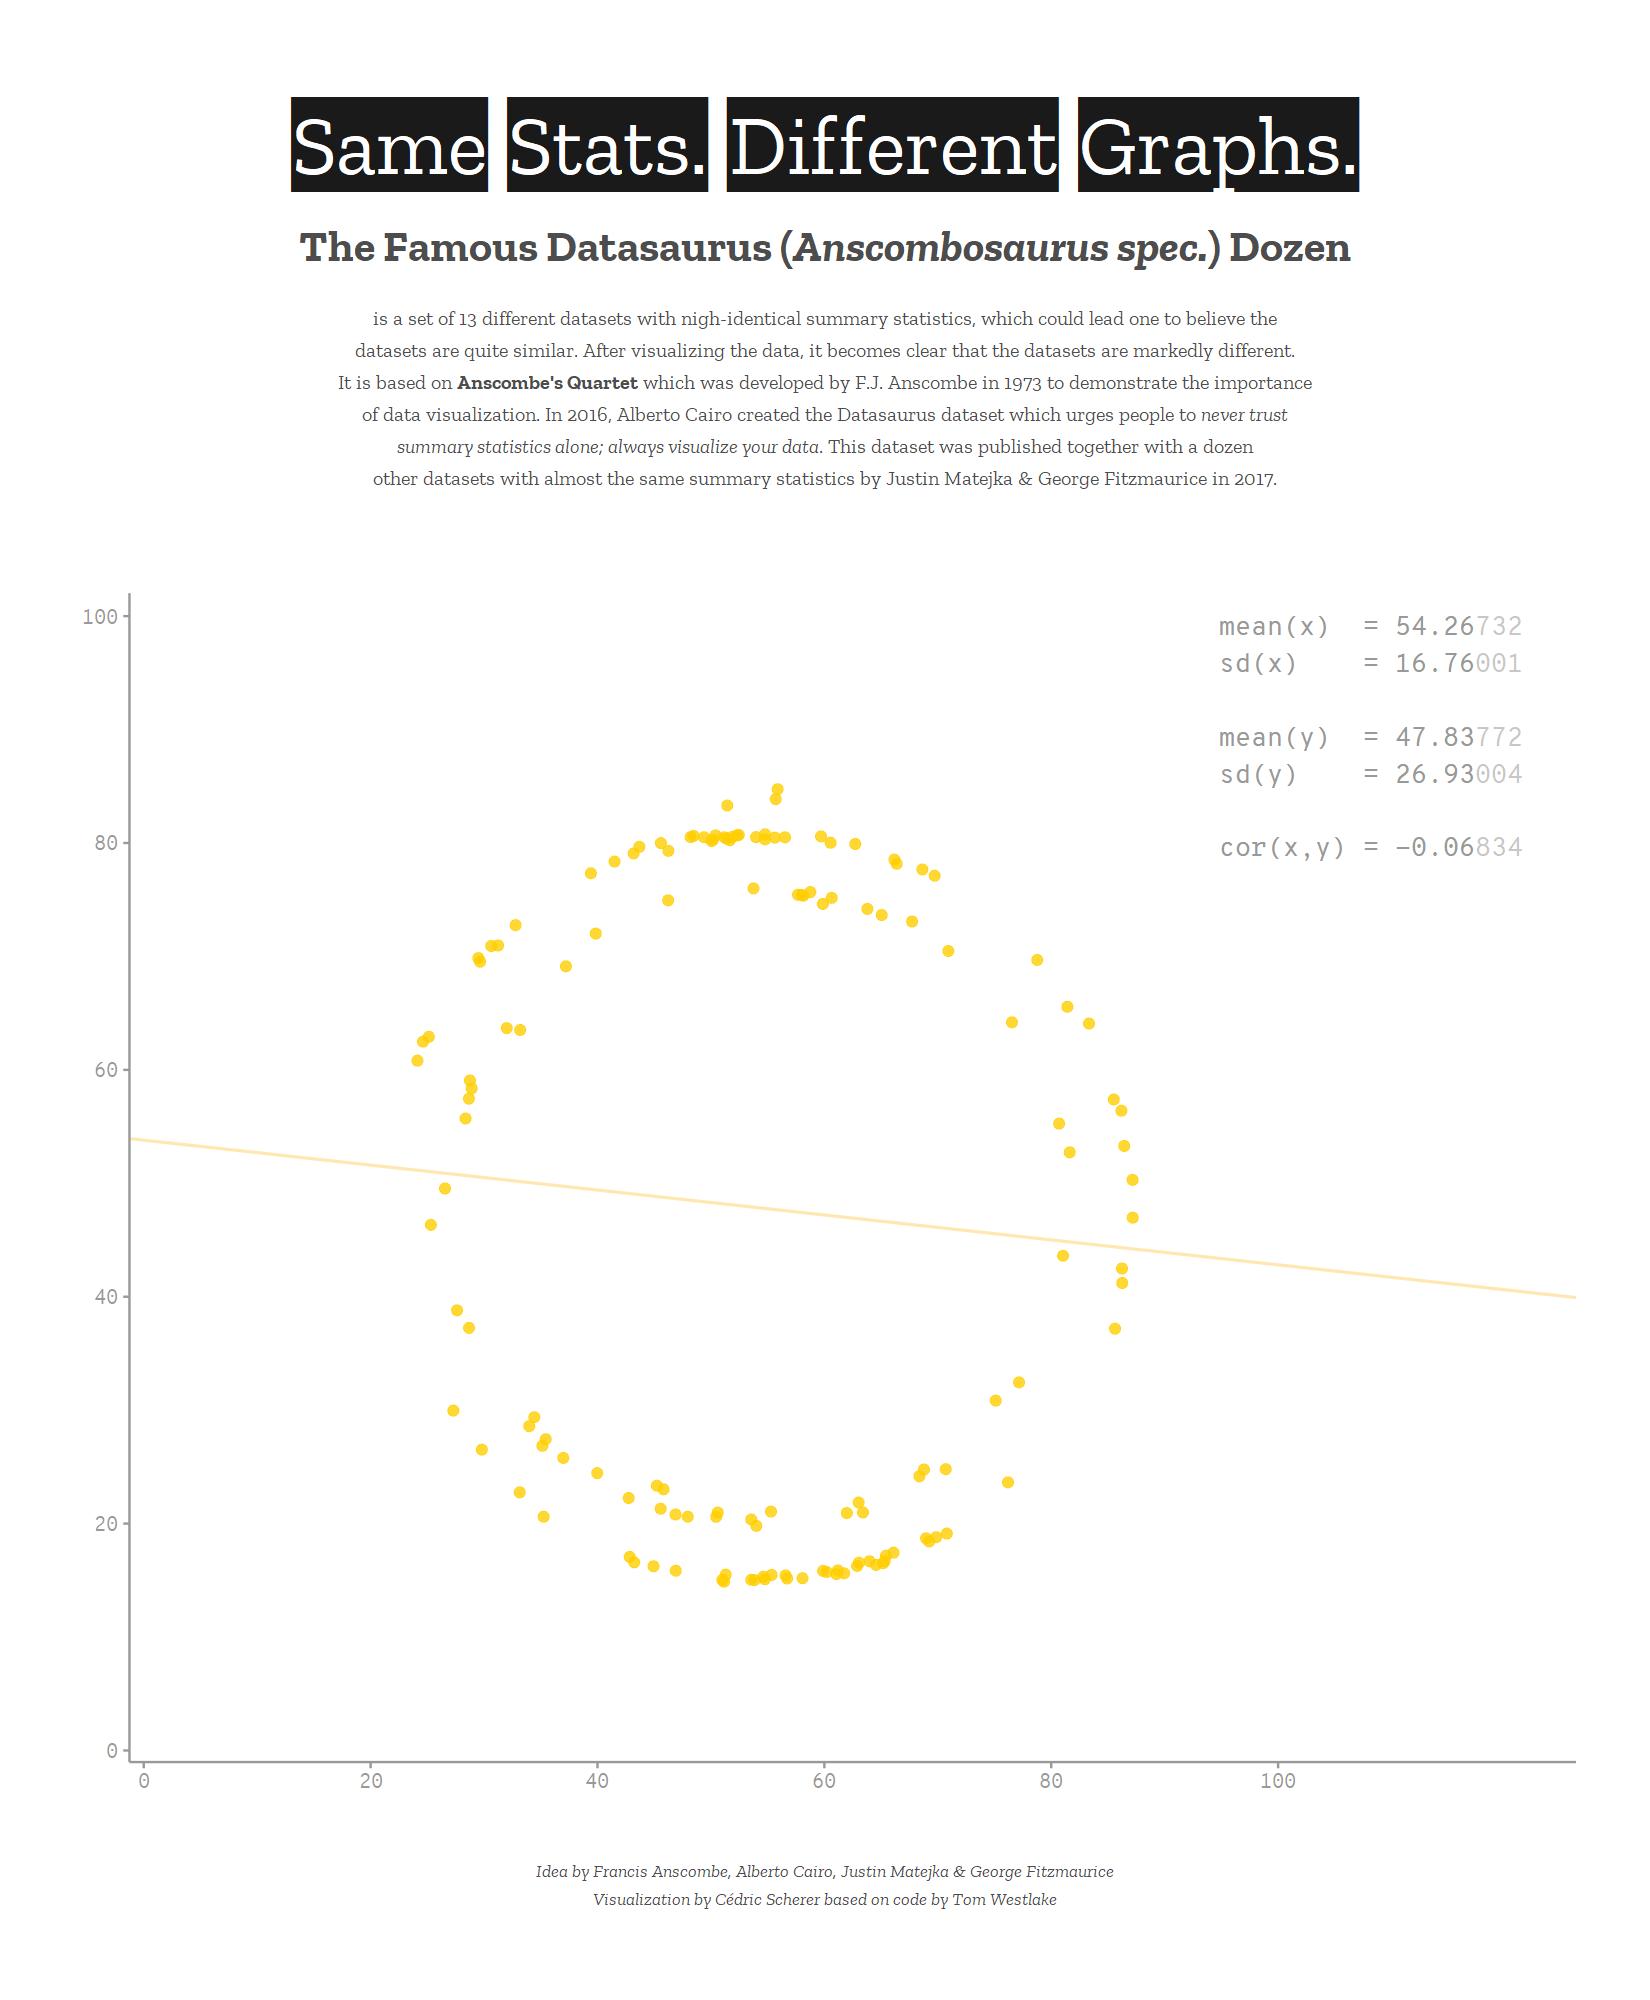 Same Stats. Different Graphs.
The Famous Datasaurus (Anscombosaurus spec.) Dozen
is a set of 13 different datasets with nigh-identical summary statistics, which could lead one to believe the
datasets are quite similar. After visualizing the data, it becomes clear that the datasets are markedly different.
It is based on Anscombe's Quartet which was developed by F.J. Anscombe in 1973 to demonstrate the importance
of data visualization. In 2016, Alberto Cairo created the Datasaurus dataset which urges people to never trust
summary statistics alone; always visualize your data. This dataset was published together with a dozen
other datasets with almost the same summary statistics by Justin Matejka & George Fitzmaurice in 2017.
100
80
60
40
20
0
mean(x) = 54.26732
sd(x) = 16.76001
mean(y) = 47.83772
sd(y) = 26.93004
cor(x,y) = −0.06834
0 20 40 60 80 100
Idea by Francis Anscombe, Alberto Cairo, Justin Matejka & George Fitzmaurice
Visualization by Cédric Scherer based on code by Tom Westlake